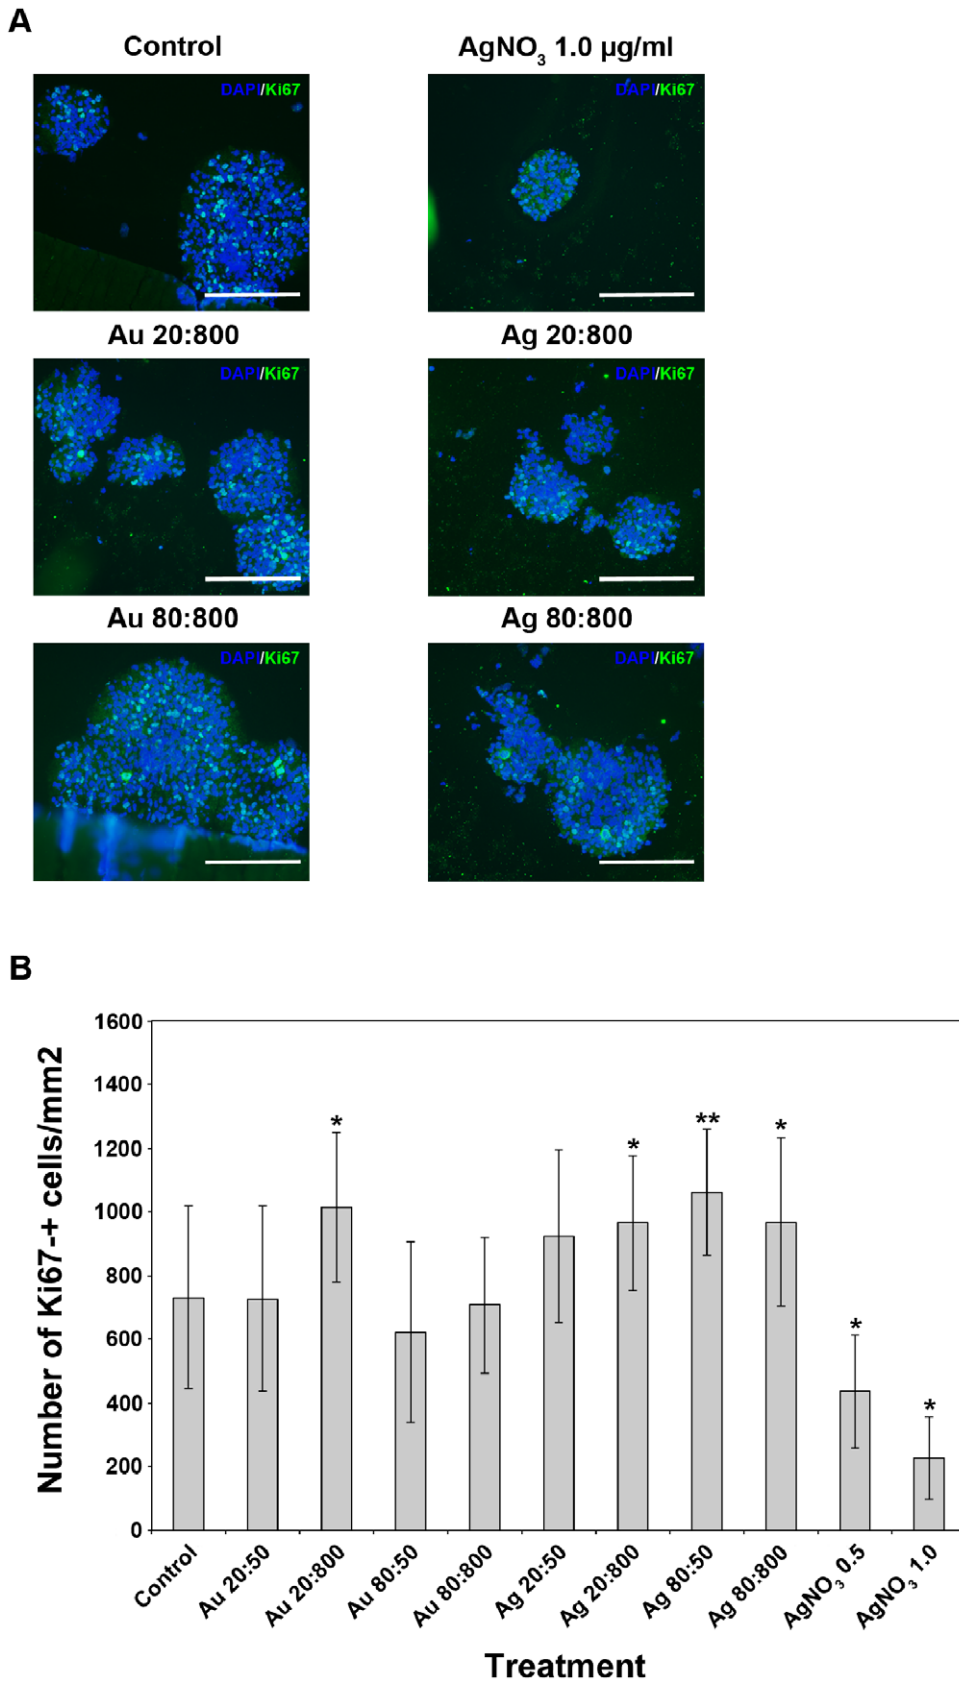 A
Control
AgNO3 1.0 µg/ml
DAPI/Ki67
DAPI/Ki67
Au 20:800
Ag 20:800
DAPI/Ki67
DAPI/Ki67
Au 80:800
Ag 80:800
DAPI/Ki67
DAPI/Ki67
B
Number of Ki67-+ cells/mm2
1600
1400
1200
1000
800
600
400
200
0
*
*
**
*
*
*
Control
Au 20:50
Au 20:800
Au 80:50
Au 80:800
Ag 20:50
Ag 20:800
Ag 80:50
Ag 80:800
AgNO3 0.5
AgNO3 1.0
Treatment